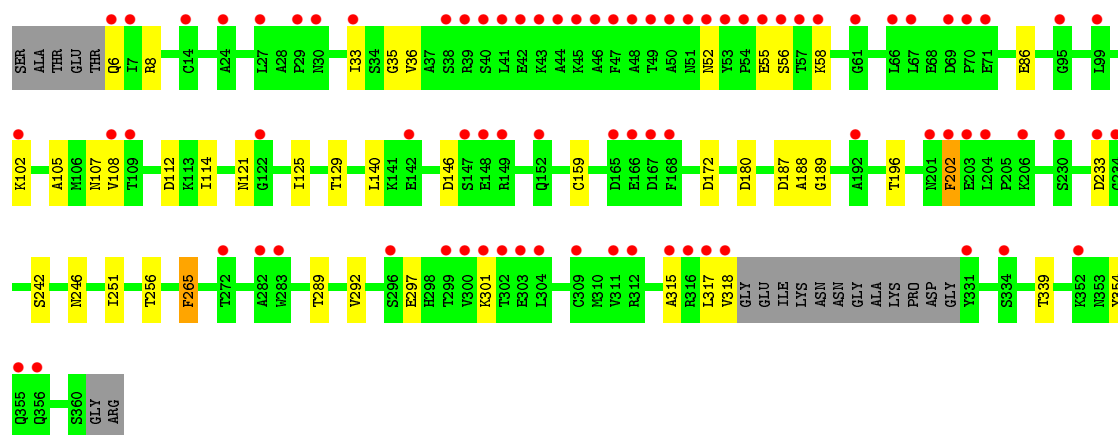 SER ALA THR GLU THR Q6 I7 R8 C14 A24 L27 A28 P29 N30 I33 S34 G35 V36 A37 S38 R39 S40 L41 E42 K43 A44 K45 A46 F47 A48 T49 A50 N51 N52 Y53 P54 E55 S56 T57 K58 G61 L66 L67 E68 D69 P70 E71 E86 G95 L99
K102 A105 M106 N107 V108 T109 D112 K113 I114 N121 G122 I125 T129 L140 K141 E142 D146 S147 E148 R149 Q152 C159 D165 E166 D167 F168 D172 D180 D187 A188 G189 A192 T196 N201 F202 E203 L204 P205 K206 S230 D233
S242 N246 I251 T256 F265 T272 A282 W283 T289 V292 S296 E297 H298 T299 V300 K301 T302 E303 L304 C309 M310 V311 R312 A315 R316 L317 V318 GLY GLU ILE LYS ASN ASN GLY ALA LYS PRO ASP GLY Y331 S334 T339 K352 N353 Y354
Q355 Q356 S360 GLY ARG